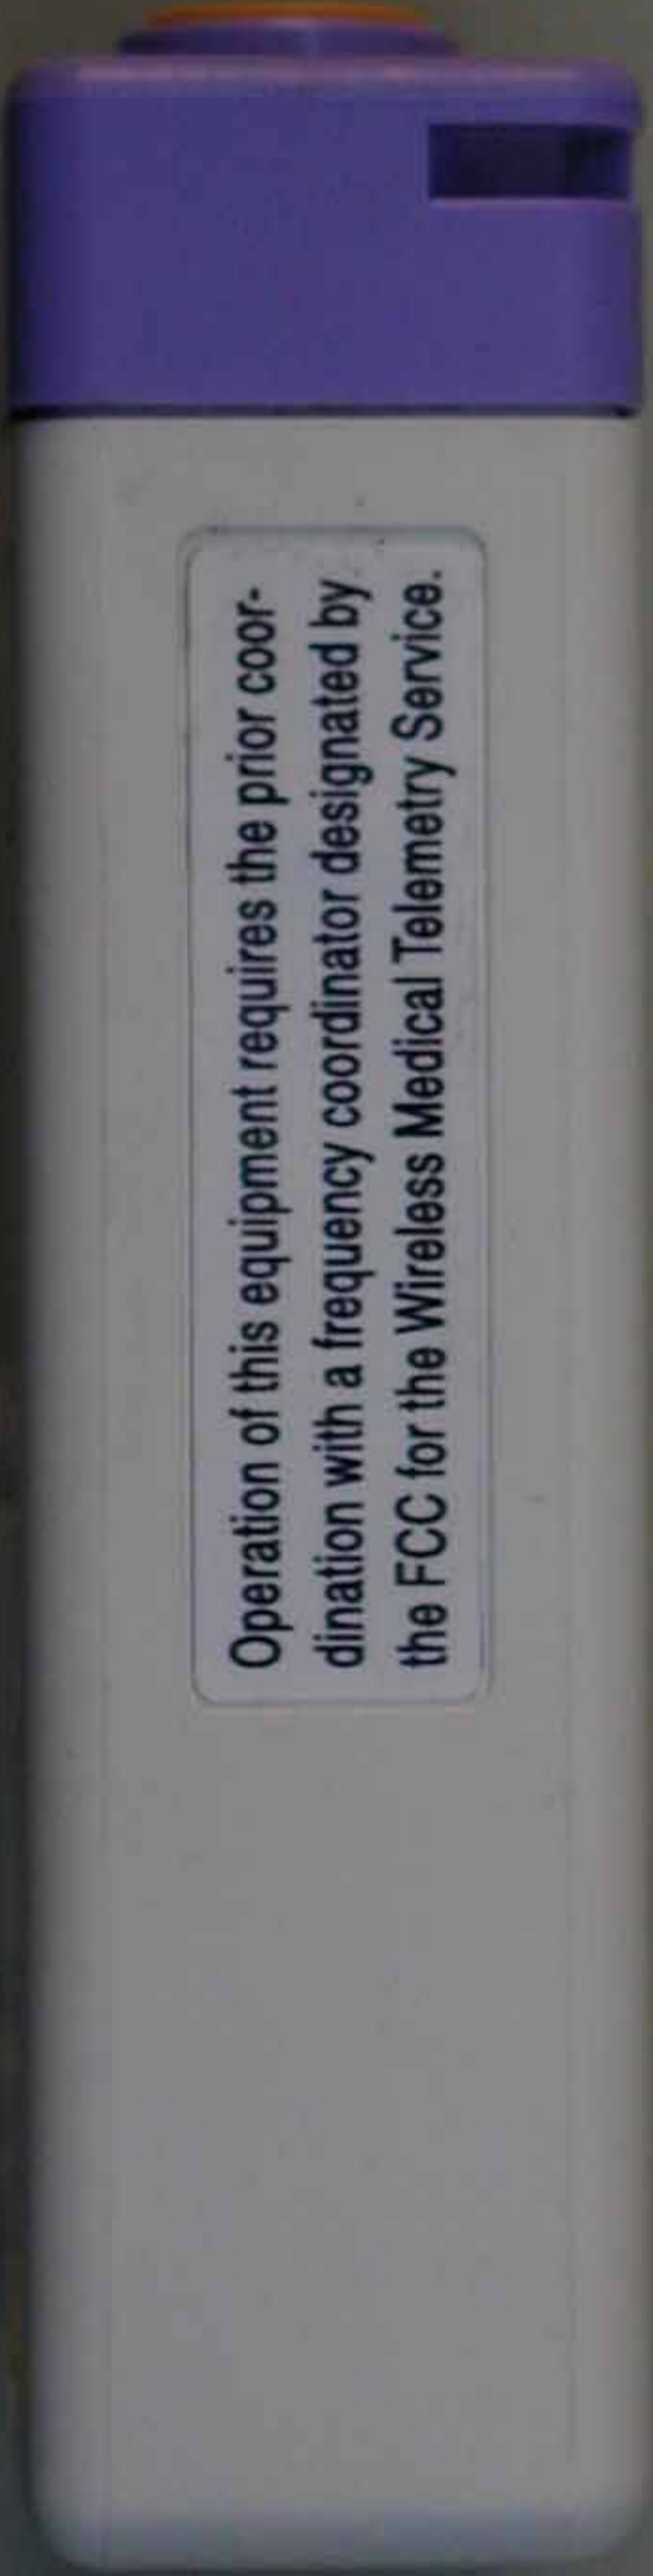 Operation of this equipment requires the prior coor-
dination with a frequency coordinator designated by
the FCC for the Wireless Medical Telemetry Service.